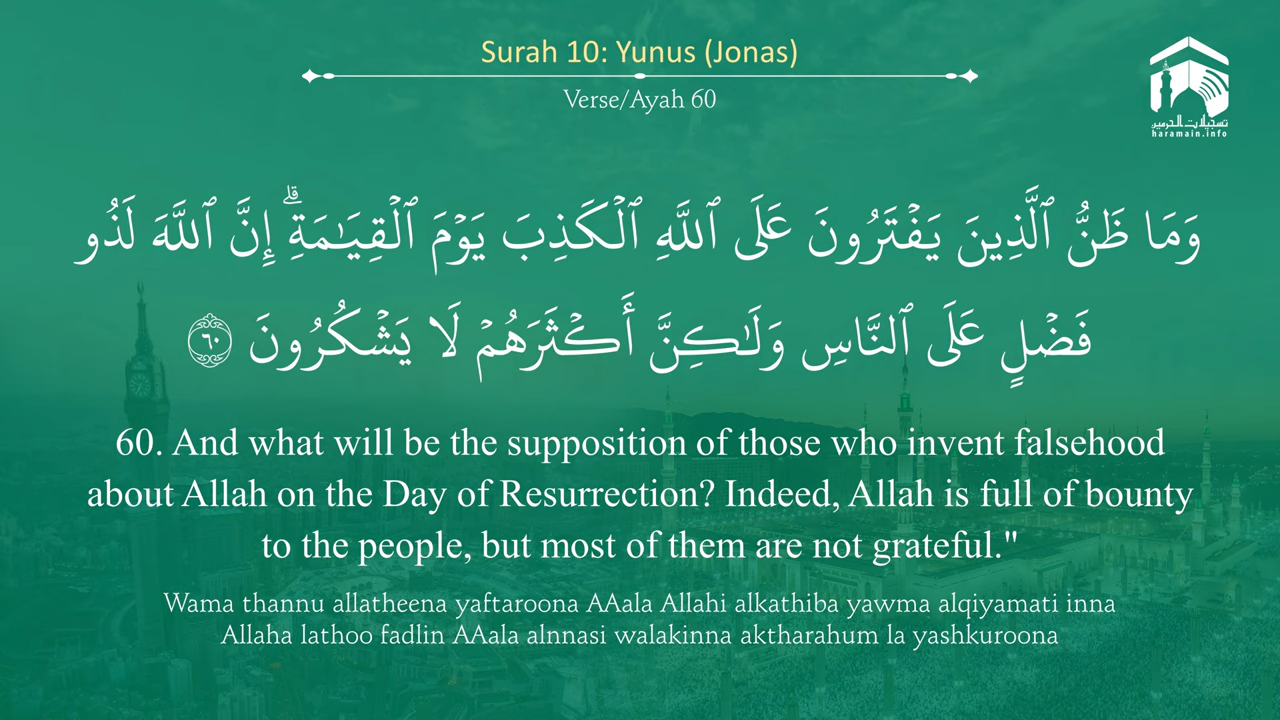 Surah 10: Yunus (Jonas)
Verse/Ayah 60
تسجيلات الحرمين
haramain.info
وَمَا ظَنُّ ٱلَّذِينَ يَفۡتَرُونَ عَلَى ٱللَّهِ ٱلۡكَذِبَ يَوۡمَ ٱلۡقِيَٰمَةِۗ إِنَّ ٱللَّهَ لَذُو
فَضۡلٍ عَلَى ٱلنَّاسِ وَلَٰكِنَّ أَكۡثَرَهُمۡ لَا يَشۡكُرُونَ ٦٠
60. And what will be the supposition of those who invent falsehood
about Allah on the Day of Resurrection? Indeed, Allah is full of bounty
to the people, but most of them are not grateful."
Wama thannu allatheena yaftaroona AAala Allahi alkathiba yawma alqiyamati inna
Allaha lathoo fadlin AAala alnnasi walakinna aktharahum la yashkuroona